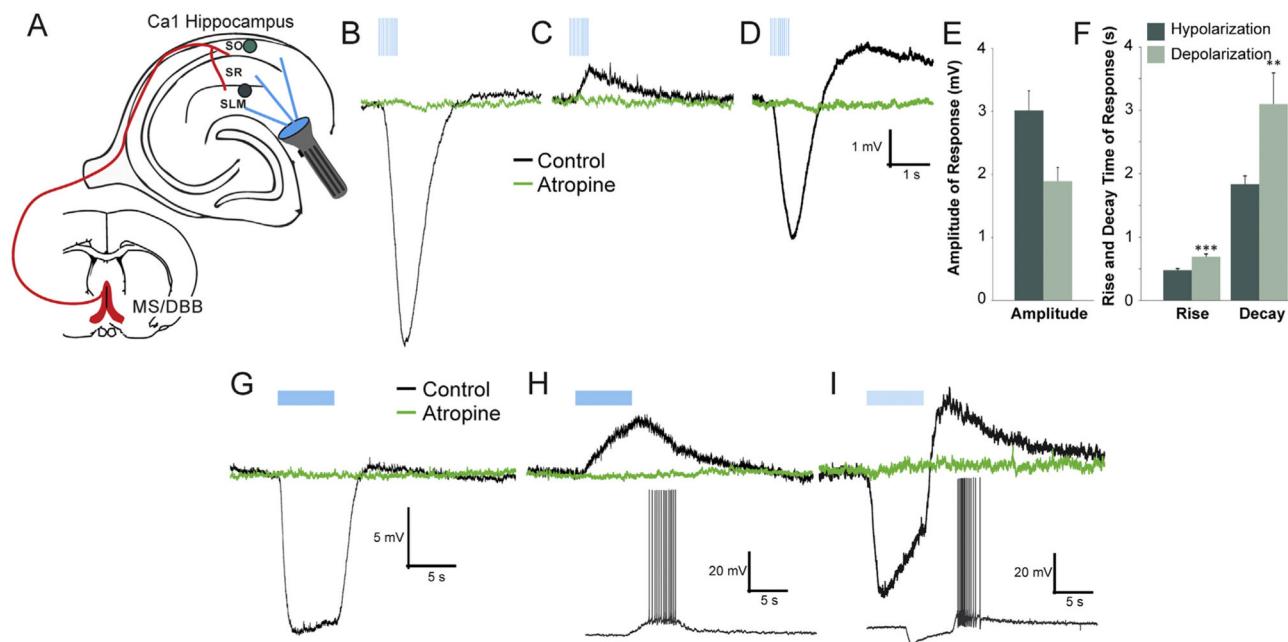 A
Ca1 Hippocampus
SO
SR
SLM
MS/DBB
B
C
D
Control
Atropine
1 mV
1 s
E
Amplitude of Response (mV)
4
3
2
1
0
Amplitude
F
Hypolarization
Depolarization
Rise and Decay Time of Response (s)
4
3
2
1
0
***
**
Rise
Decay
G
Control
Atropine
5 mV
5 s
H
20 mV
5 s
I
20 mV
5 s